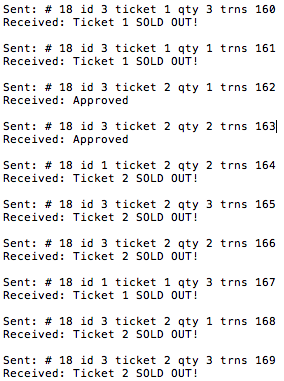 Sent: # 18 id 3 ticket 1 qty 3 trns 160
Received: Ticket 1 SOLD OUT!
Sent: # 18 id 3 ticket 1 qty 1 trns 161
Received: Ticket 1 SOLD OUT!
Sent: # 18 id 3 ticket 2 qty 1 trns 162
Received: Approved
Sent: # 18 id 3 ticket 2 qty 2 trns 163
Received: Approved
Sent: # 18 id 1 ticket 2 qty 2 trns 164
Received: Ticket 2 SOLD OUT!
Sent: # 18 id 3 ticket 2 qty 3 trns 165
Received: Ticket 2 SOLD OUT!
Sent: # 18 id 3 ticket 2 qty 2 trns 166
Received: Ticket 2 SOLD OUT!
Sent: # 18 id 1 ticket 1 qty 3 trns 167
Received: Ticket 1 SOLD OUT!
Sent: # 18 id 3 ticket 2 qty 1 trns 168
Received: Ticket 2 SOLD OUT!
Sent: # 18 id 3 ticket 2 qty 3 trns 169
Received: Ticket 2 SOLD OUT!